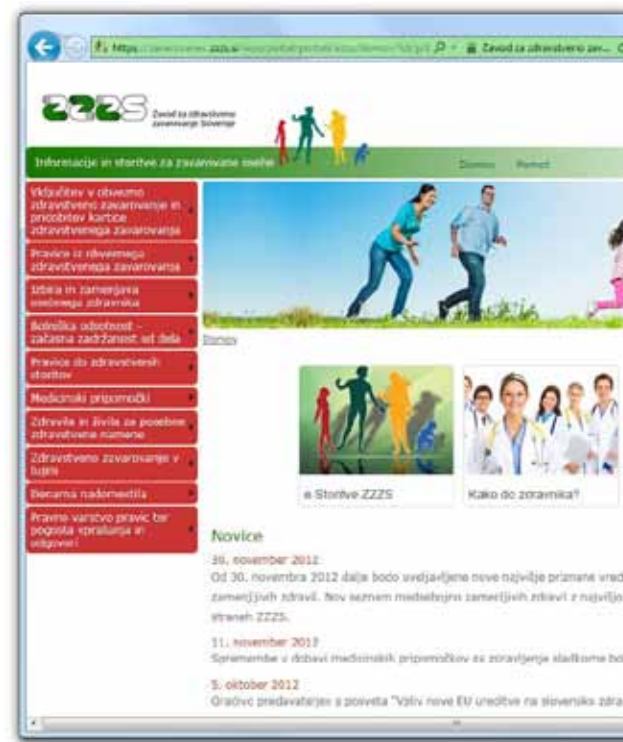 https
zzzs.si
Zavod za zdravstveno zav...
ZZZS Zavod za zdravstveno
zavarovanje Slovenije
Informacije in storitve za zavarovane osebe
Domov Pomoč
Vključitev v obvezno
zdravstveno zavarovanje in
pridobitev kartice
zdravstvenega zavarovanja
Pravice iz obveznega
zdravstvenega zavarovanja
Izbira in zamenjava
osebnega zdravnika
Bolniška odsotnost -
začasna zadržanost od dela
Pravice do zdravstvenih
storitev
Medicinski pripomočki
Zdravila in živila za posebne
zdravstvene namene
Zdravstveno zavarovanje v
tujini
Denarna nadomestila
Pravno varstvo pravic ter
pogosta vprašanja in
odgovori
Domov
e-Storitve ZZZS
Kako do zdravnika?
Novice
30. november 2012
Od 30. novembra 2012 dalje bodo uveljavljene nove najvišje priznane vred
zamenljivih zdravil. Nov seznam medsebojno zamenljivih zdravil z najvišjo
straneh ZZZS.
11. november 2012
Spremembe v dobavi medicinskih pripomočkov za zdravljenje sladkorne bo
5. oktober 2012
Gradivo predavateljev s posveta "Vpliv nove EU ureditve na slovensko zdra